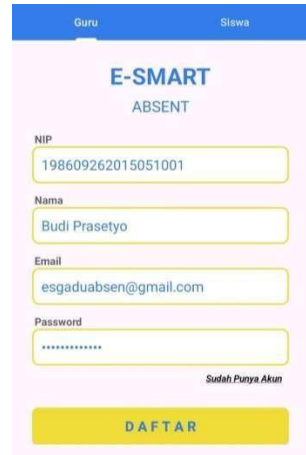 Guru Siswa
E-SMART
ABSENT
NIP
198609262015051001
Nama
Budi Prasetyo
Email
esgaduabsen@gmail.com
Password
•••••••••••••
Sudah Punya Akun
DAFTAR